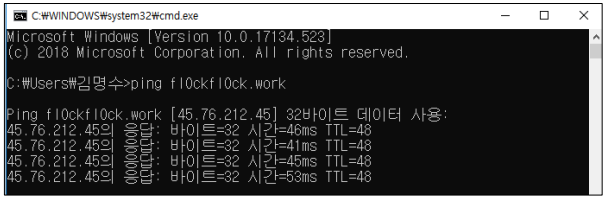 C:₩WINDOWS₩system32₩cmd.exe
Microsoft Windows [Version 10.0.17134.523]
(c) 2018 Microsoft Corporation. All rights reserved.
C:₩Users₩김명수>ping fl0ckfl0ck.work
Ping fl0ckfl0ck.work [45.76.212.45] 32바이트 데이터 사용:
45.76.212.45의 응답: 바이트=32 시간=46ms TTL=48
45.76.212.45의 응답: 바이트=32 시간=41ms TTL=48
45.76.212.45의 응답: 바이트=32 시간=45ms TTL=48
45.76.212.45의 응답: 바이트=32 시간=53ms TTL=48